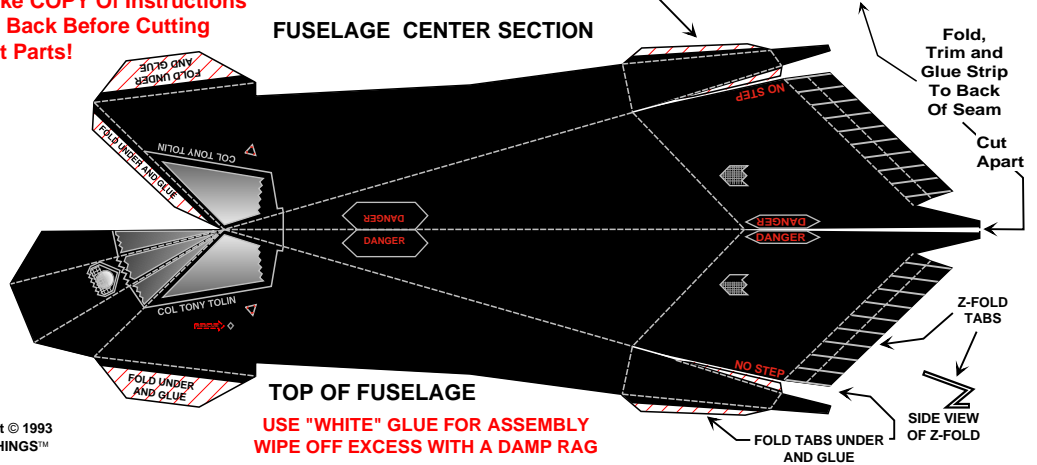 ke COPY Of Instructions
Back Before Cutting
t Parts!
FUSELAGE CENTER SECTION
Fold,
Trim and
Glue Strip
To Back
Of Seam
Cut
Apart
FOLD UNDER
AND GLUE
FOLD UNDER AND GLUE
COL TONY TOLIN
NO STEP
DANGER
DANGER
DANGER
DANGER
COL TONY TOLIN
NO STEP
FOLD UNDER
AND GLUE
Z-FOLD
TABS
SIDE VIEW
OF Z-FOLD
TOP OF FUSELAGE
USE "WHITE" GLUE FOR ASSEMBLY
WIPE OFF EXCESS WITH A DAMP RAG
FOLD TABS UNDER
AND GLUE
t © 1993
HINGS™